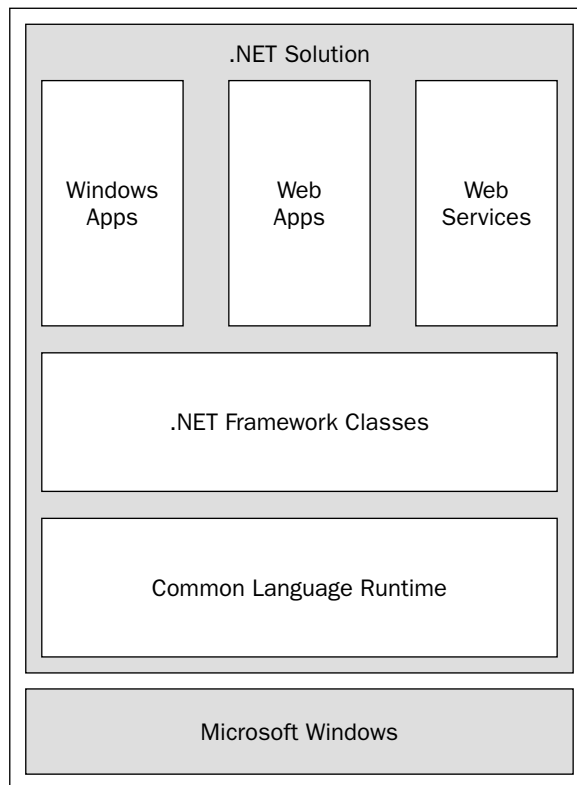 .NET Solution
Windows
Apps
Web
Apps
Web
Services
.NET Framework Classes
Common Language Runtime
Microsoft Windows